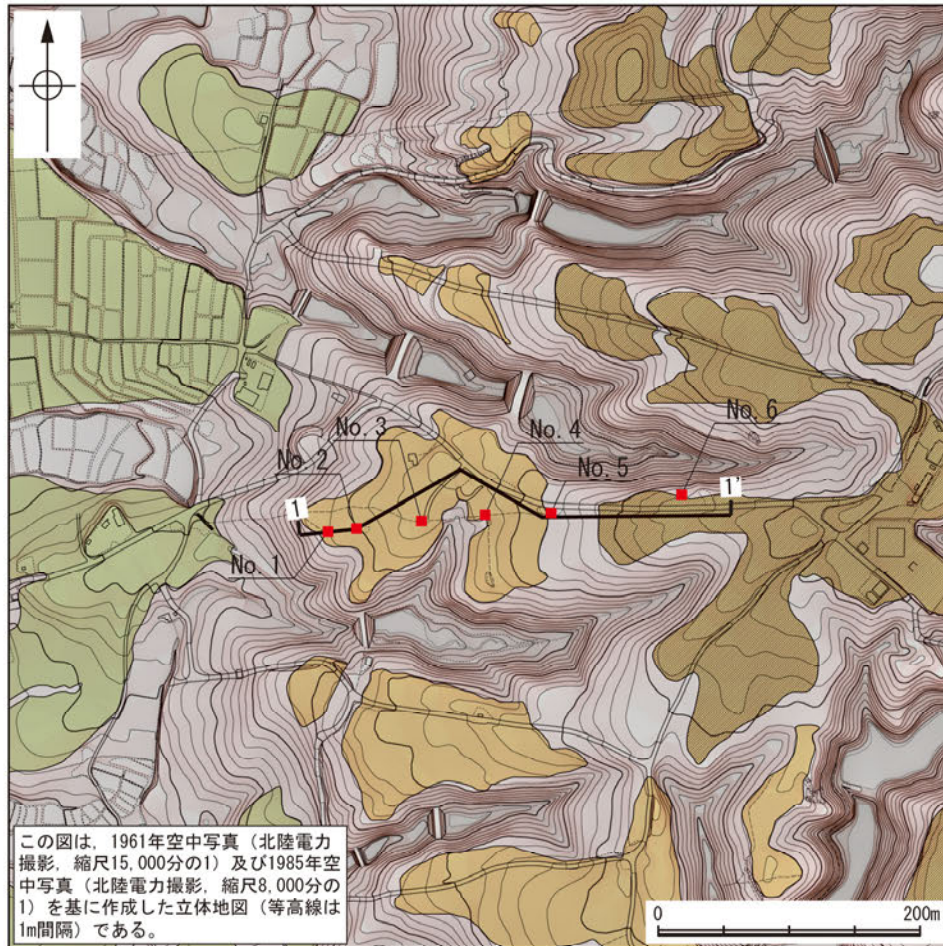 No. 6
No. 3
No. 4
No. 2
No. 5
1
1'
No. 1
この図は，1961年空中写真（北陸電力
撮影，縮尺15,000分の1）及び1985年空
中写真（北陸電力撮影，縮尺8,000分の
1）を基に作成した立体地図（等高線は
1m間隔）である。
0
200m